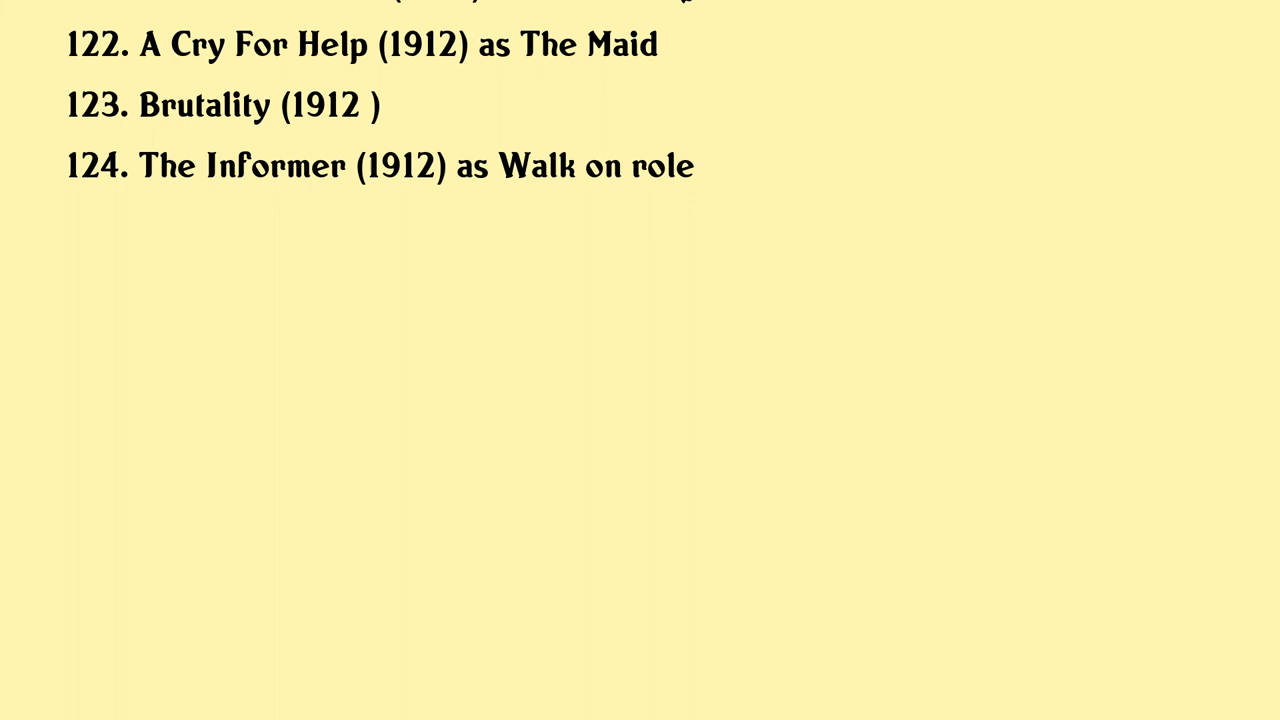 122. A Cry For Help (1912) as The Maid
123. Brutality (1912 )
124. The Informer (1912) as Walk on role